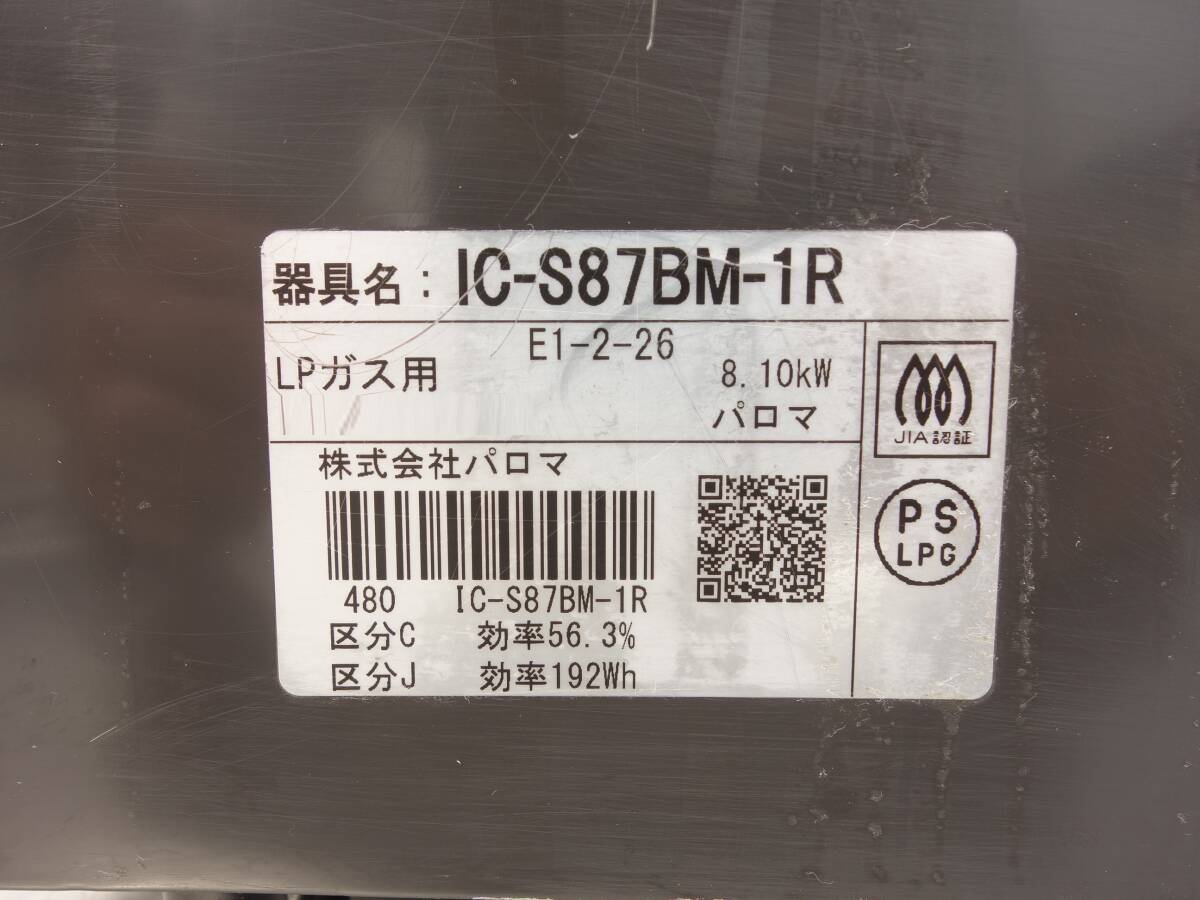 器具名：IC-S87BM-1R
E1-2-26
LPガス用 8.10kW
パロマ
JIA認証
株式会社パロマ
PS
LPG
480 IC-S87BM-1R
区分C 効率56.3%
区分J 効率192Wh